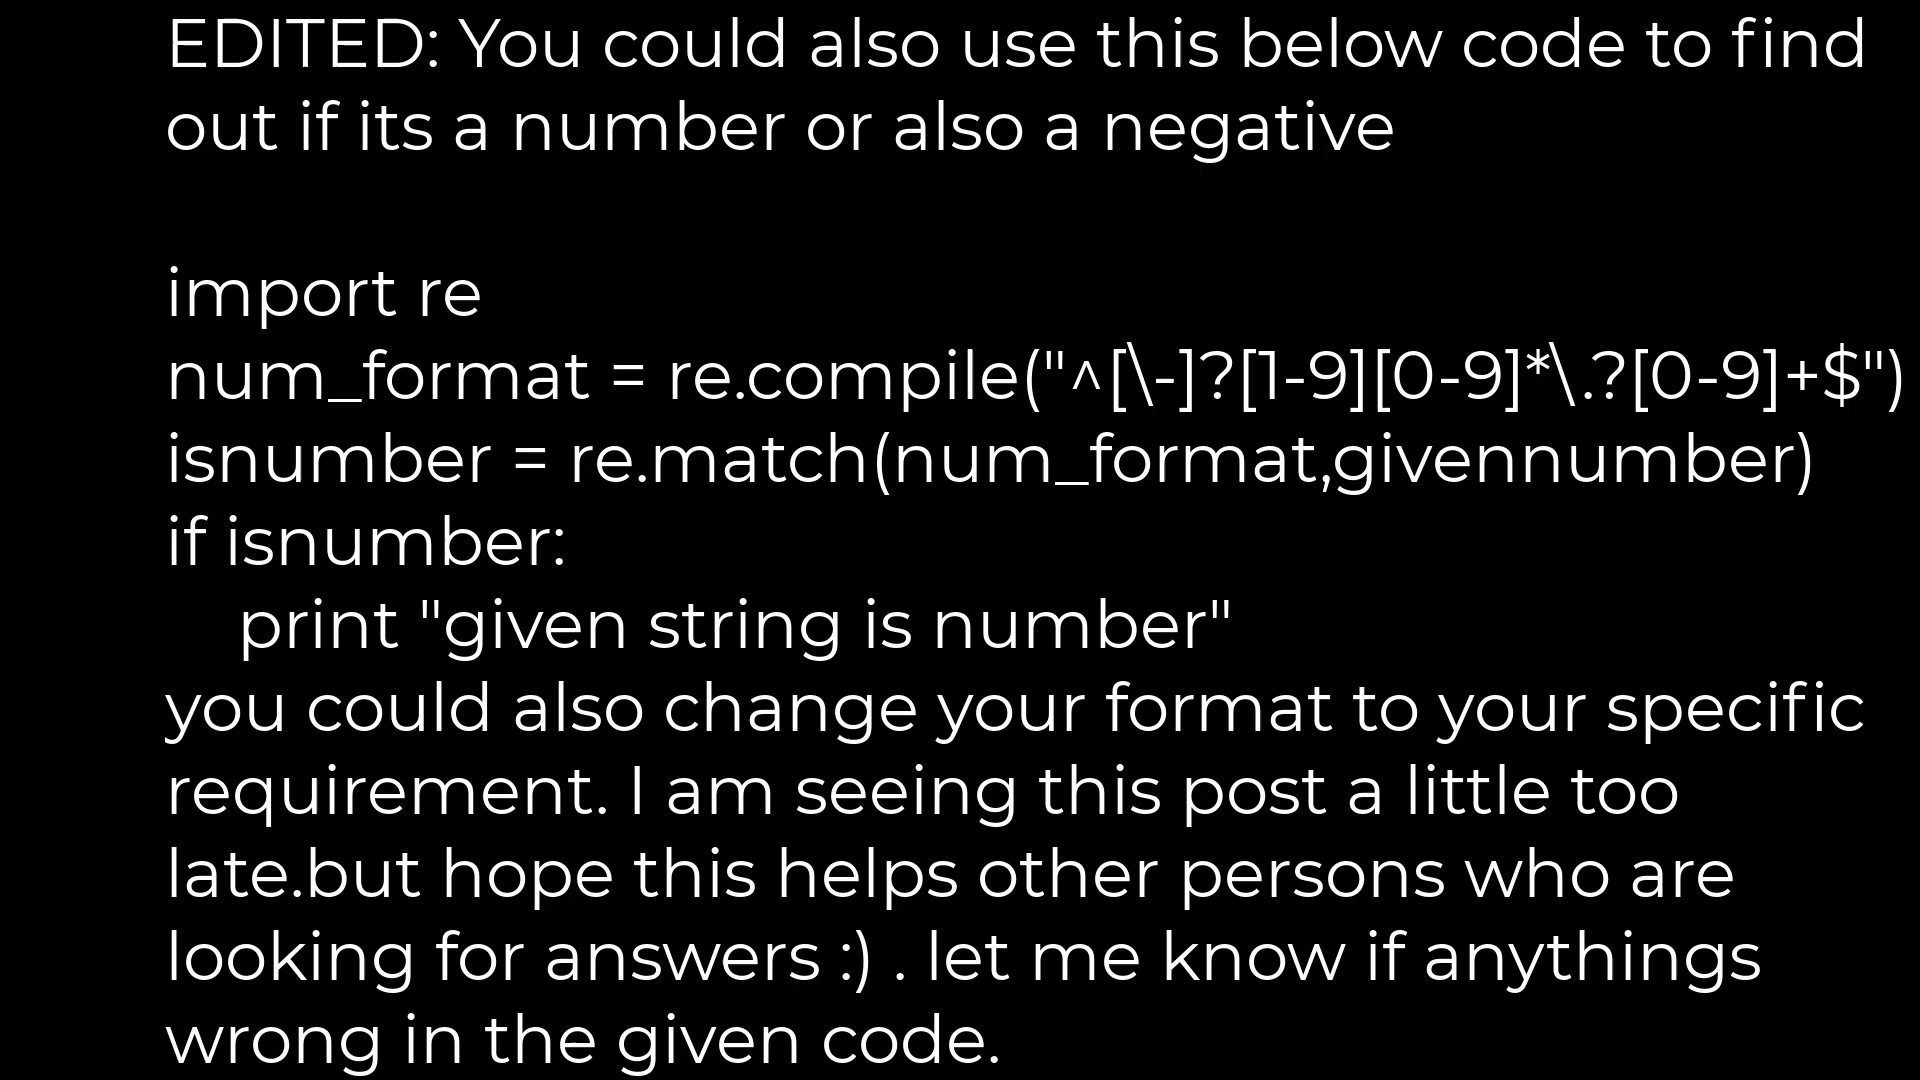 EDITED: You could also use this below code to find
out if its a number or also a negative
import re
num_format = re.compile("^[\-]?[1-9][0-9]*\.?[0-9]+$")
isnumber = re.match(num_format,givennumber)
if isnumber:
    print "given string is number"
you could also change your format to your specific
requirement. I am seeing this post a little too
late.but hope this helps other persons who are
looking for answers :) . let me know if anythings
wrong in the given code.